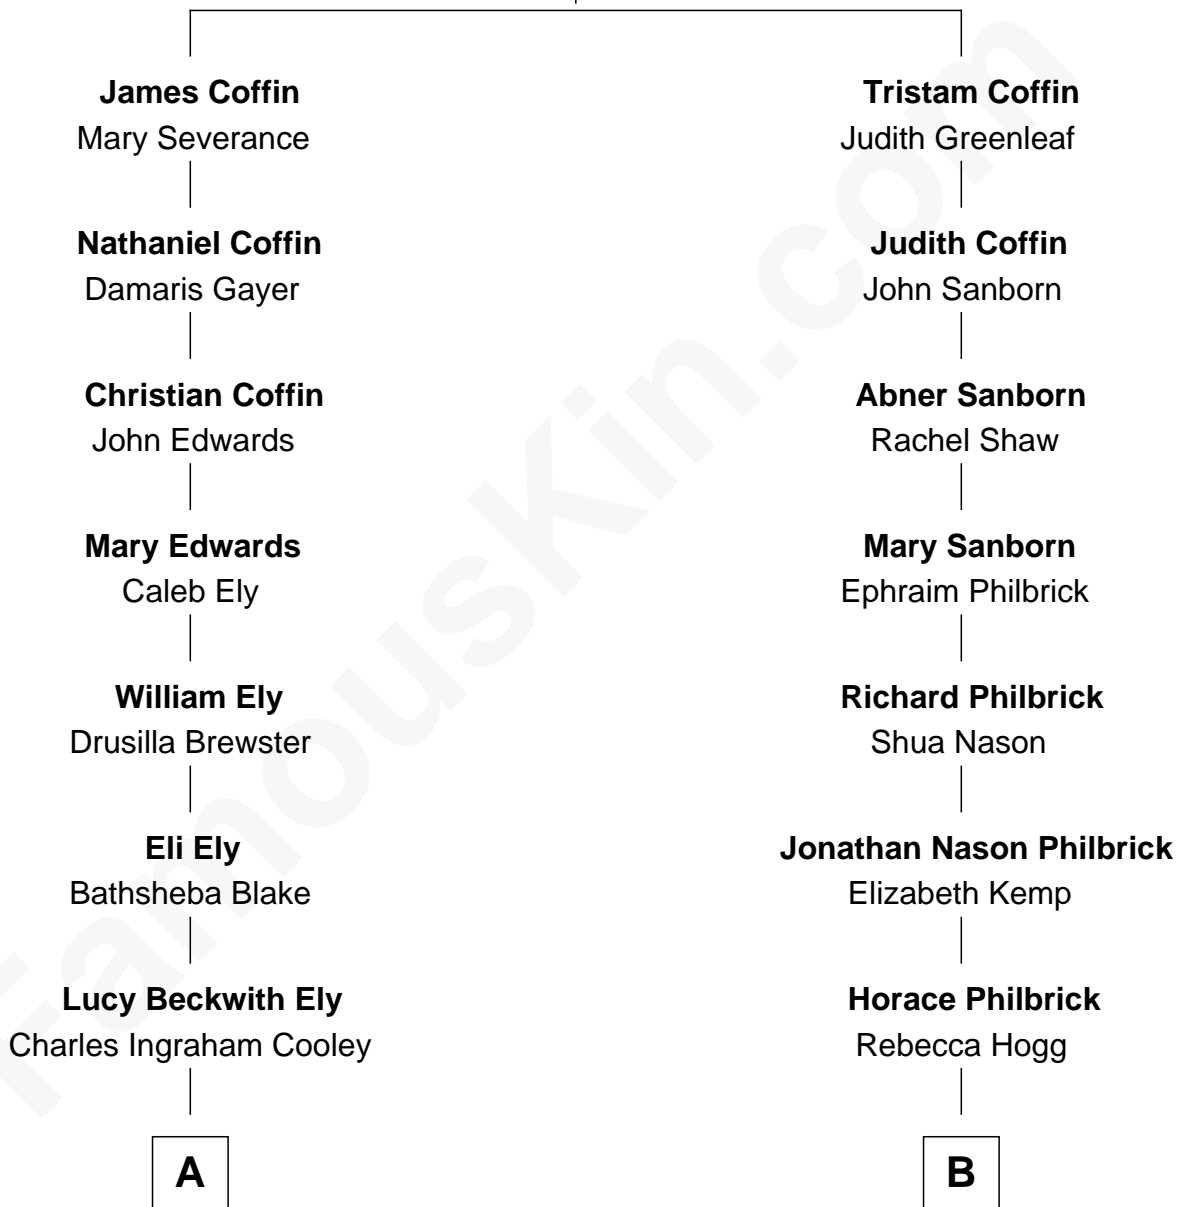 James Coffin
Mary Severance
Nathaniel Coffin
Damaris Gayer
Christian Coffin
John Edwards
Mary Edwards
Caleb Ely
William Ely
Drusilla Brewster
Eli Ely
Bathsheba Blake
Lucy Beckwith Ely
Charles Ingraham Cooley
A
Tristam Coffin
Judith Greenleaf
Judith Coffin
John Sanborn
Abner Sanborn
Rachel Shaw
Mary Sanborn
Ephraim Philbrick
Richard Philbrick
Shua Nason
Jonathan Nason Philbrick
Elizabeth Kemp
Horace Philbrick
Rebecca Hogg
B
FamousKin.com